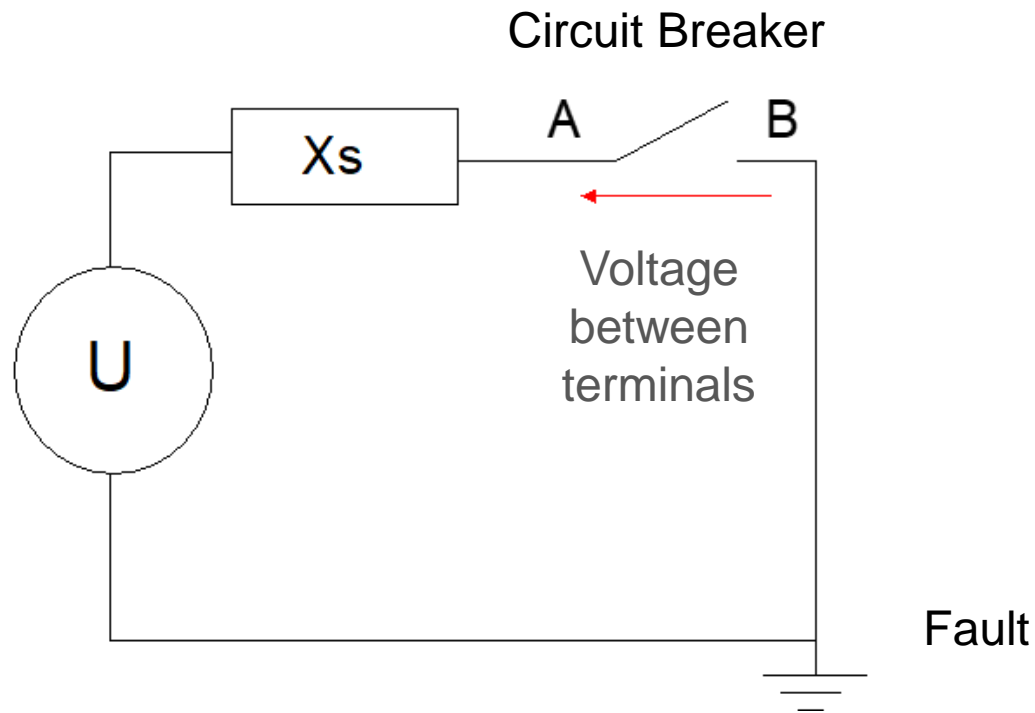 Circuit Breaker
Xs
A
B
Voltage
between
terminals
U
Fault